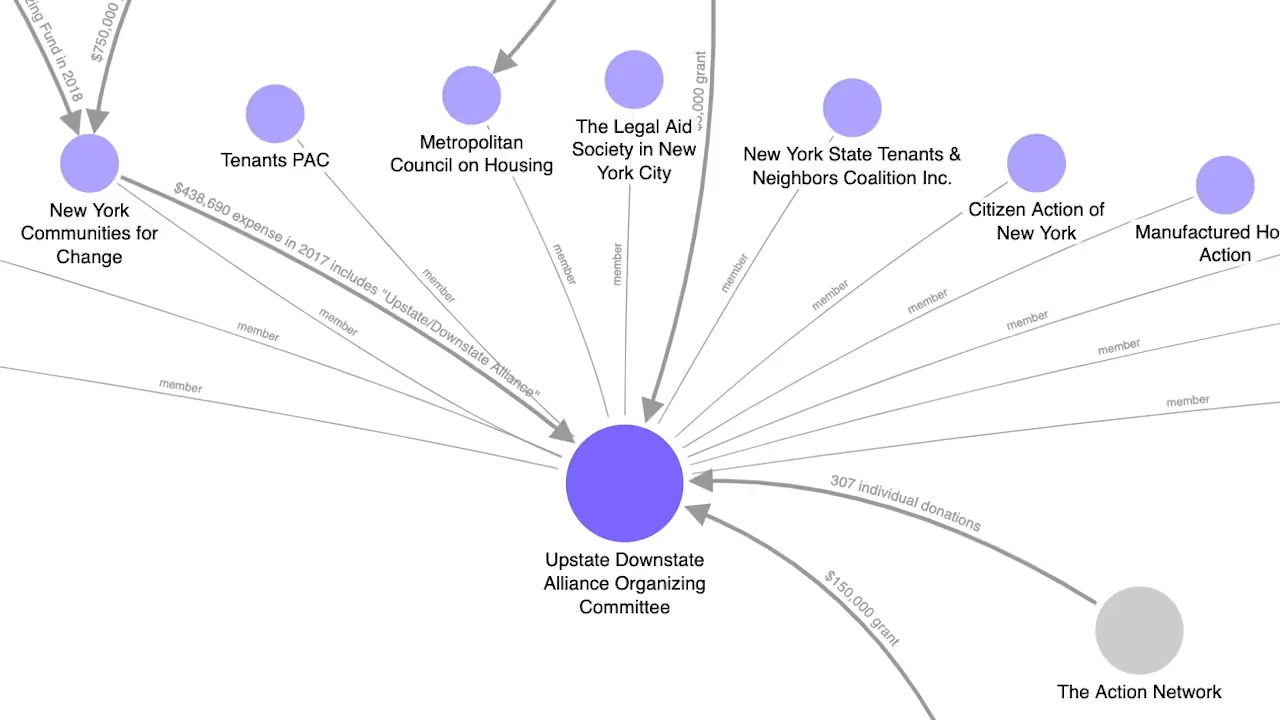 zing Fund in 2018
$750,000
Tenants PAC
Metropolitan
Council on Housing
The Legal Aid
Society in New
York City
,000 grant
New York State Tenants &
Neighbors Coalition Inc.
Citizen Action of
New York
Manufactured Ho
Action
New York
Communities for
Change
$438,690 expense in 2017 includes "Upstate/Downstate Alliance"
member
member
member
member
member
member
member
member
member
member
member
member
307 individual donations
$150,000 grant
Upstate Downstate
Alliance Organizing
Committee
The Action Network